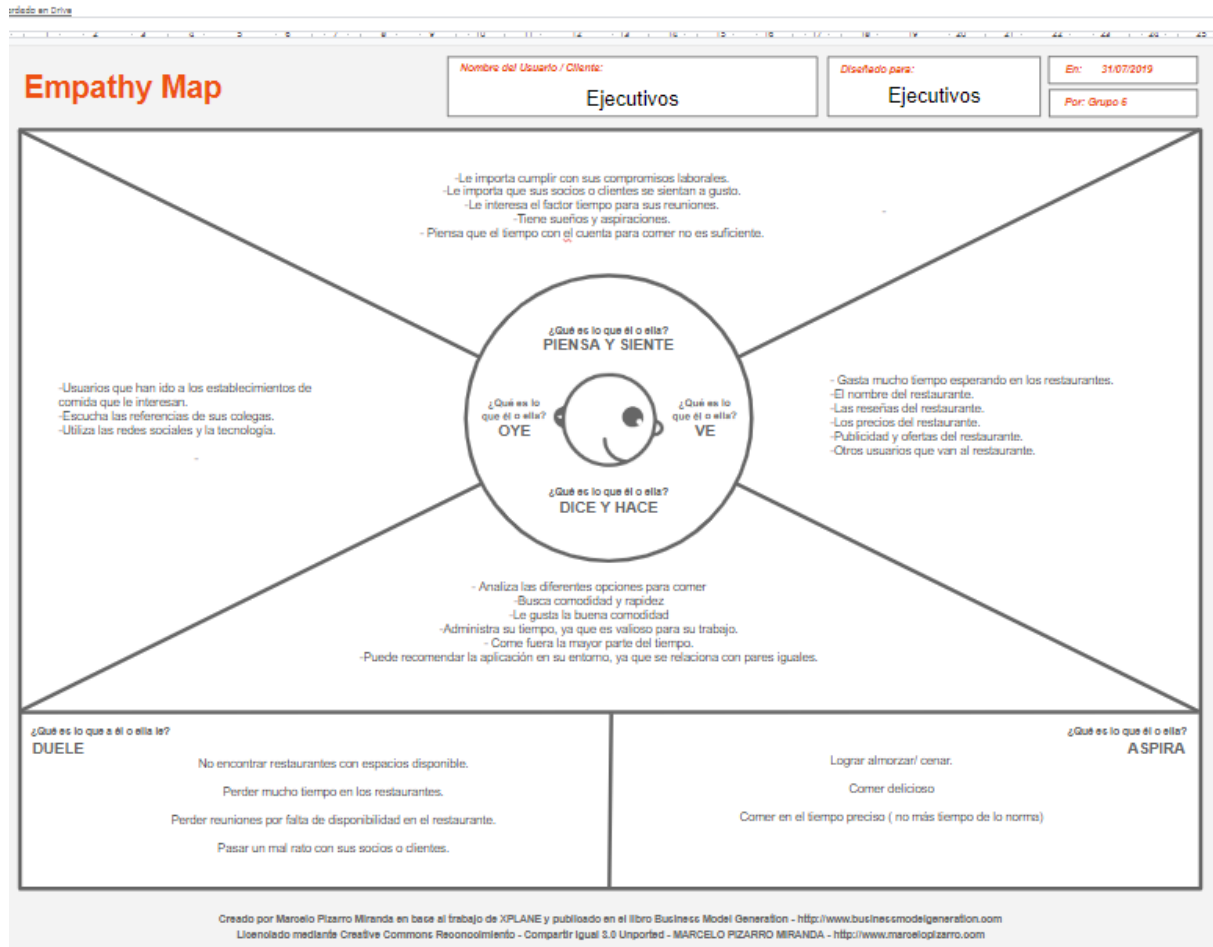 Empathy Map
Nombre del Usuario / Cliente:
Ejecutivos
Diseñado para:
Ejecutivos
En: 31/07/2019
Por: Grupo 6
-Le importa cumplir con sus compromisos laborales.
-Le importa que sus socios o clientes se sientan a gusto.
-Le interesa el factor tiempo para sus reuniones.
-Tiene sueños y aspiraciones.
- Piensa que el tiempo con el cuenta para comer no es suficiente.
¿Qué es lo que él o ella?
PIENSA Y SIENTE
-Usuarios que han ido a los establecimientos de
comida que le interesan.
-Escucha las referencias de sus colegas.
-Utiliza las redes sociales y la tecnología.
¿Qué es lo
que él o ella?
OYE
¿Qué es lo
que él o ella?
VE
- Gasta mucho tiempo esperando en los restaurantes.
-El nombre del restaurante.
-Las reseñas del restaurante.
-Los precios del restaurante.
-Publicidad y ofertas del restaurante.
-Otros usuarios que van al restaurante.
¿Qué es lo que él o ella?
DICE Y HACE
- Analiza las diferentes opciones para comer
-Busca comodidad y rapidez
-Le gusta la buena comodidad
-Administra su tiempo, ya que es valioso para su trabajo.
- Come fuera la mayor parte del tiempo.
-Puede recomendar la aplicación en su entorno, ya que se relaciona con pares iguales.
¿Qué es lo que a él o ella le?
DUELE
No encontrar restaurantes con espacios disponible.
Perder mucho tiempo en los restaurantes.
Perder reuniones por falta de disponibilidad en el restaurante.
Pasar un mal rato con sus socios o clientes.
¿Qué es lo que él o ella?
ASPIRA
Lograr almorzar/ cenar.
Comer delicioso
Comer en el tiempo preciso ( no más tiempo de lo norma)
Creado por Marcelo Pizarro Miranda en base al trabajo de XPLANE y publicado en el libro Business Model Generation - http://www.businessmodelgeneration.com
Licenciado mediante Creative Commons Reconocimiento - Compartir Igual 3.0 Unported - MARCELO PIZARRO MIRANDA - http://www.marcelopizarro.com